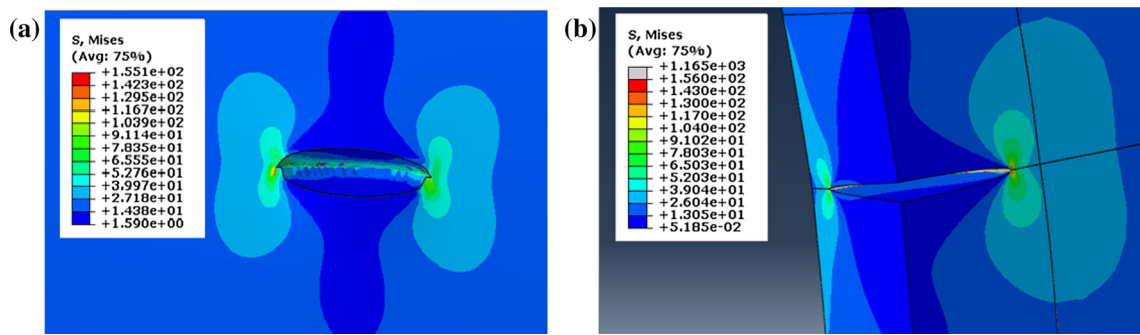 (a)
S, Mises
(Avg: 75%)
+1.551e+02
+1.423e+02
+1.295e+02
+1.167e+02
+1.039e+02
+9.114e+01
+7.835e+01
+6.555e+01
+5.276e+01
+3.997e+01
+2.718e+01
+1.438e+01
+1.590e+00
(b)
S, Mises
(Avg: 75%)
+1.165e+03
+1.560e+02
+1.430e+02
+1.300e+02
+1.170e+02
+1.040e+02
+9.102e+01
+7.803e+01
+6.503e+01
+5.203e+01
+3.904e+01
+2.604e+01
+1.305e+01
+5.185e-02